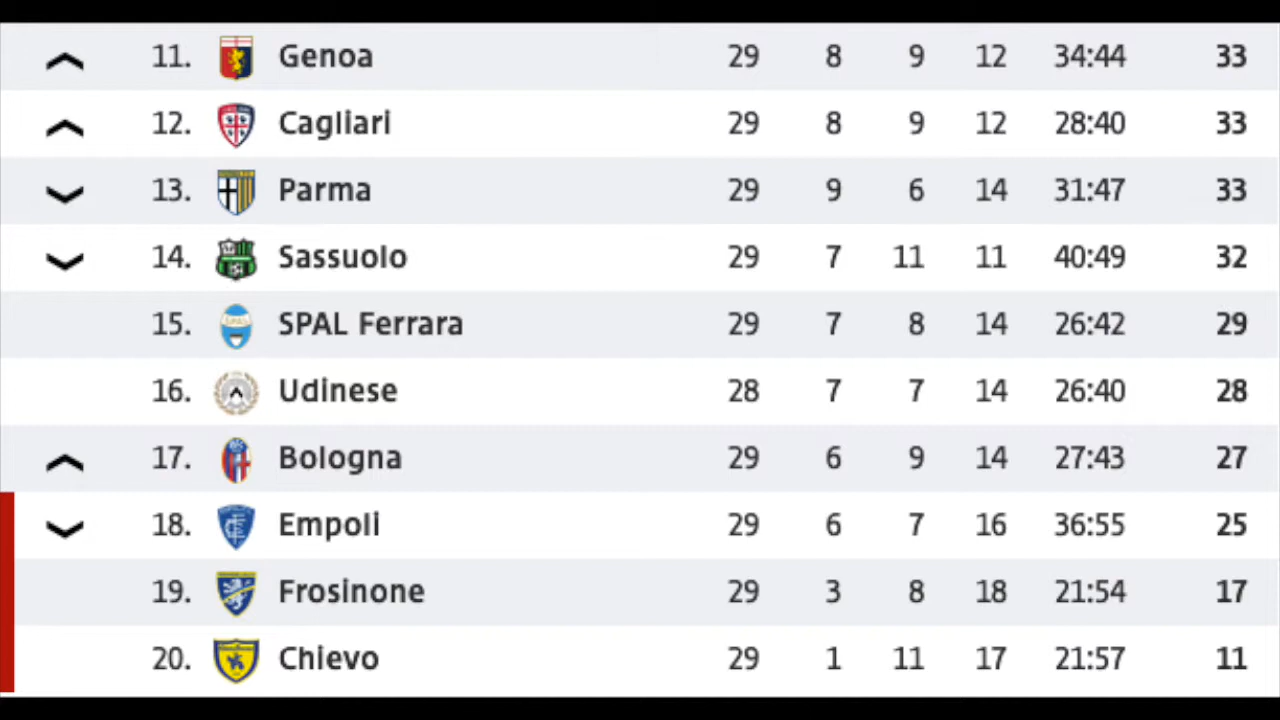 11. Genoa 29 8 9 12 34:44 33
12. Cagliari 29 8 9 12 28:40 33
13. Parma 29 9 6 14 31:47 33
14. Sassuolo 29 7 11 11 40:49 32
15. SPAL Ferrara 29 7 8 14 26:42 29
16. Udinese 28 7 7 14 26:40 28
17. Bologna 29 6 9 14 27:43 27
18. Empoli 29 6 7 16 36:55 25
19. Frosinone 29 3 8 18 21:54 17
20. Chievo 29 1 11 17 21:57 11